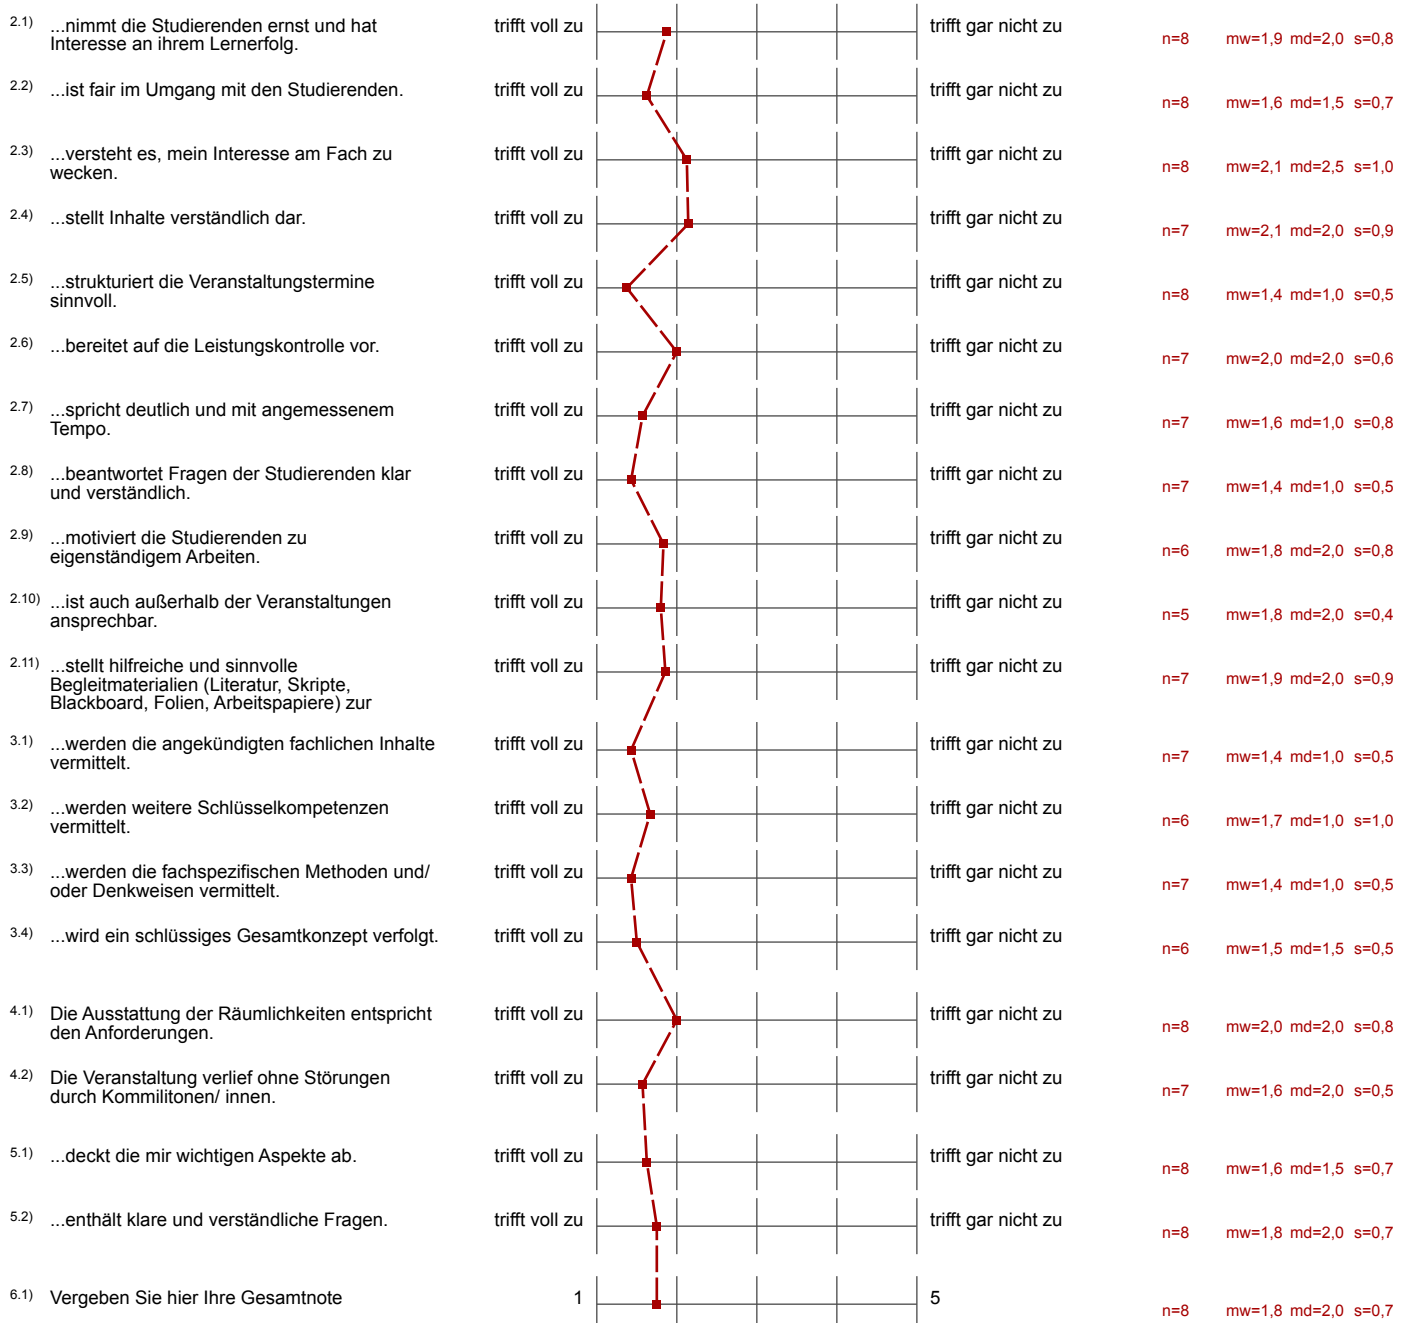 2.1) ...nimmt die Studierenden ernst und hat
Interesse an ihrem Lernerfolg.
trifft voll zu trifft gar nicht zu n=8 mw=1,9 md=2,0 s=0,8
2.2) ...ist fair im Umgang mit den Studierenden. trifft voll zu trifft gar nicht zu n=8 mw=1,6 md=1,5 s=0,7
2.3) ...versteht es, mein Interesse am Fach zu
wecken.
trifft voll zu trifft gar nicht zu n=8 mw=2,1 md=2,5 s=1,0
2.4) ...stellt Inhalte verständlich dar. trifft voll zu trifft gar nicht zu n=7 mw=2,1 md=2,0 s=0,9
2.5) ...strukturiert die Veranstaltungstermine
sinnvoll.
trifft voll zu trifft gar nicht zu n=8 mw=1,4 md=1,0 s=0,5
2.6) ...bereitet auf die Leistungskontrolle vor. trifft voll zu trifft gar nicht zu n=7 mw=2,0 md=2,0 s=0,6
2.7) ...spricht deutlich und mit angemessenem
Tempo.
trifft voll zu trifft gar nicht zu n=7 mw=1,6 md=1,0 s=0,8
2.8) ...beantwortet Fragen der Studierenden klar
und verständlich.
trifft voll zu trifft gar nicht zu n=7 mw=1,4 md=1,0 s=0,5
2.9) ...motiviert die Studierenden zu
eigenständigem Arbeiten.
trifft voll zu trifft gar nicht zu n=6 mw=1,8 md=2,0 s=0,8
2.10) ...ist auch außerhalb der Veranstaltungen
ansprechbar.
trifft voll zu trifft gar nicht zu n=5 mw=1,8 md=2,0 s=0,4
2.11) ...stellt hilfreiche und sinnvolle
Begleitmaterialien (Literatur, Skripte,
Blackboard, Folien, Arbeitspapiere) zur
trifft voll zu trifft gar nicht zu n=7 mw=1,9 md=2,0 s=0,9
3.1) ...werden die angekündigten fachlichen Inhalte
vermittelt.
trifft voll zu trifft gar nicht zu n=7 mw=1,4 md=1,0 s=0,5
3.2) ...werden weitere Schlüsselkompetenzen
vermittelt.
trifft voll zu trifft gar nicht zu n=6 mw=1,7 md=1,0 s=1,0
3.3) ...werden die fachspezifischen Methoden und/
oder Denkweisen vermittelt.
trifft voll zu trifft gar nicht zu n=7 mw=1,4 md=1,0 s=0,5
3.4) ...wird ein schlüssiges Gesamtkonzept verfolgt. trifft voll zu trifft gar nicht zu n=6 mw=1,5 md=1,5 s=0,5
4.1) Die Ausstattung der Räumlichkeiten entspricht
den Anforderungen.
trifft voll zu trifft gar nicht zu n=8 mw=2,0 md=2,0 s=0,8
4.2) Die Veranstaltung verlief ohne Störungen
durch Kommilitonen/ innen.
trifft voll zu trifft gar nicht zu n=7 mw=1,6 md=2,0 s=0,5
5.1) ...deckt die mir wichtigen Aspekte ab. trifft voll zu trifft gar nicht zu n=8 mw=1,6 md=1,5 s=0,7
5.2) ...enthält klare und verständliche Fragen. trifft voll zu trifft gar nicht zu n=8 mw=1,8 md=2,0 s=0,7
6.1) Vergeben Sie hier Ihre Gesamtnote 1 5 n=8 mw=1,8 md=2,0 s=0,7